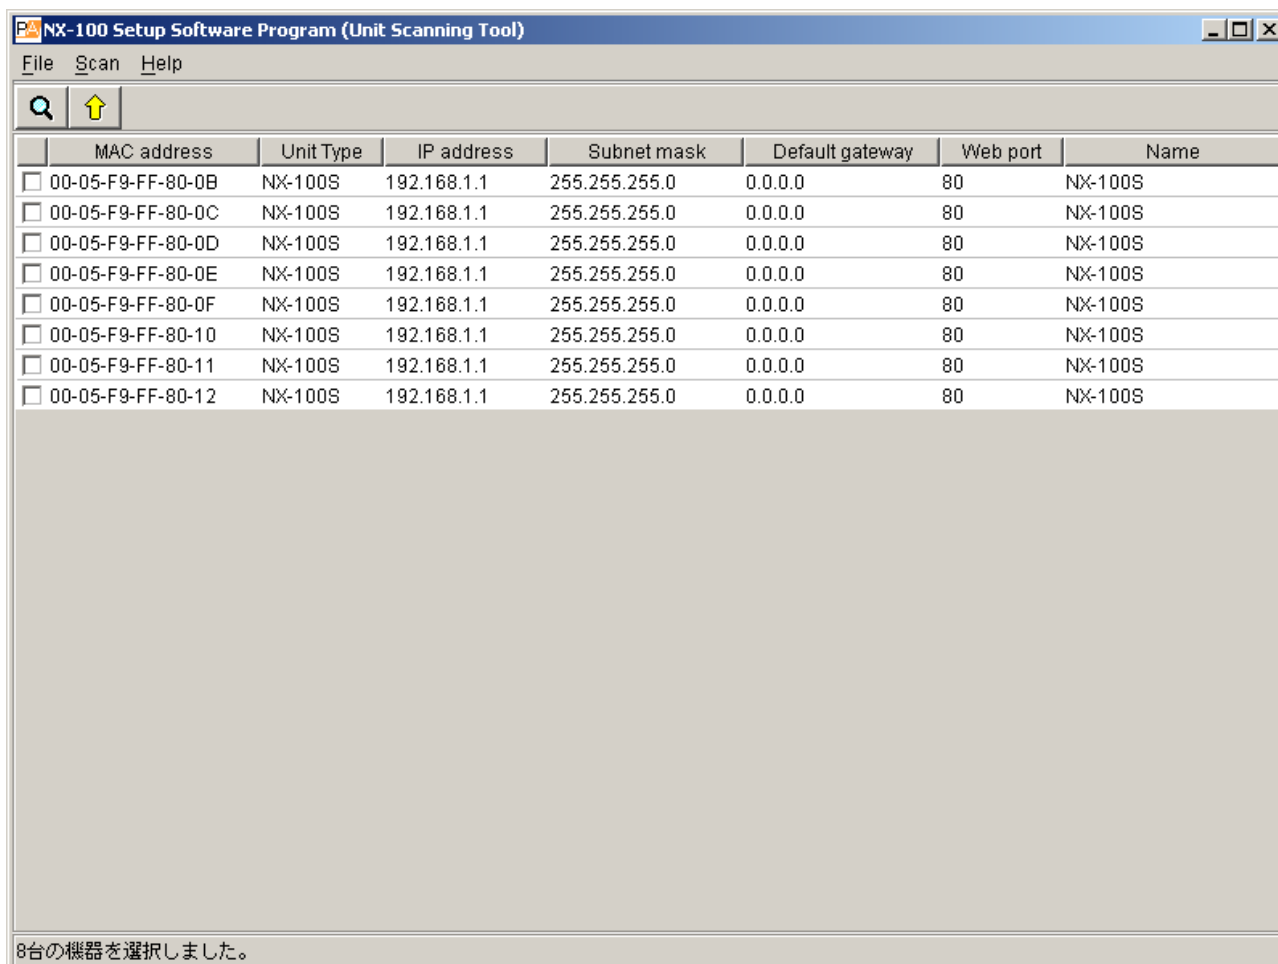 PA NX-100 Setup Software Program (Unit Scanning Tool)
File Scan Help
MAC address Unit Type IP address Subnet mask Default gateway Web port Name
00-05-F9-FF-80-0B NX-100S 192.168.1.1 255.255.255.0 0.0.0.0 80 NX-100S
00-05-F9-FF-80-0C NX-100S 192.168.1.1 255.255.255.0 0.0.0.0 80 NX-100S
00-05-F9-FF-80-0D NX-100S 192.168.1.1 255.255.255.0 0.0.0.0 80 NX-100S
00-05-F9-FF-80-0E NX-100S 192.168.1.1 255.255.255.0 0.0.0.0 80 NX-100S
00-05-F9-FF-80-0F NX-100S 192.168.1.1 255.255.255.0 0.0.0.0 80 NX-100S
00-05-F9-FF-80-10 NX-100S 192.168.1.1 255.255.255.0 0.0.0.0 80 NX-100S
00-05-F9-FF-80-11 NX-100S 192.168.1.1 255.255.255.0 0.0.0.0 80 NX-100S
00-05-F9-FF-80-12 NX-100S 192.168.1.1 255.255.255.0 0.0.0.0 80 NX-100S
8台の機器を選択しました。